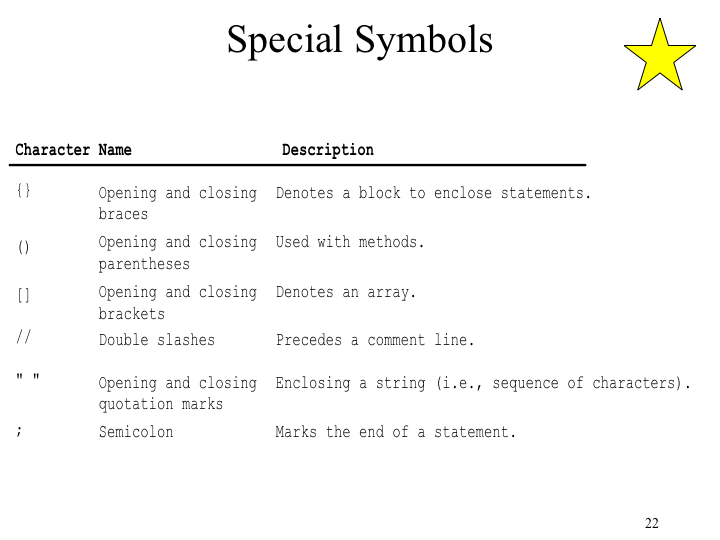 Special Symbols
Character Name Description
{} Opening and closing braces Denotes a block to enclose statements.
() Opening and closing parentheses Used with methods.
[] Opening and closing brackets Denotes an array.
// Double slashes Precedes a comment line.
" " Opening and closing quotation marks Enclosing a string (i.e., sequence of characters).
; Semicolon Marks the end of a statement.
22